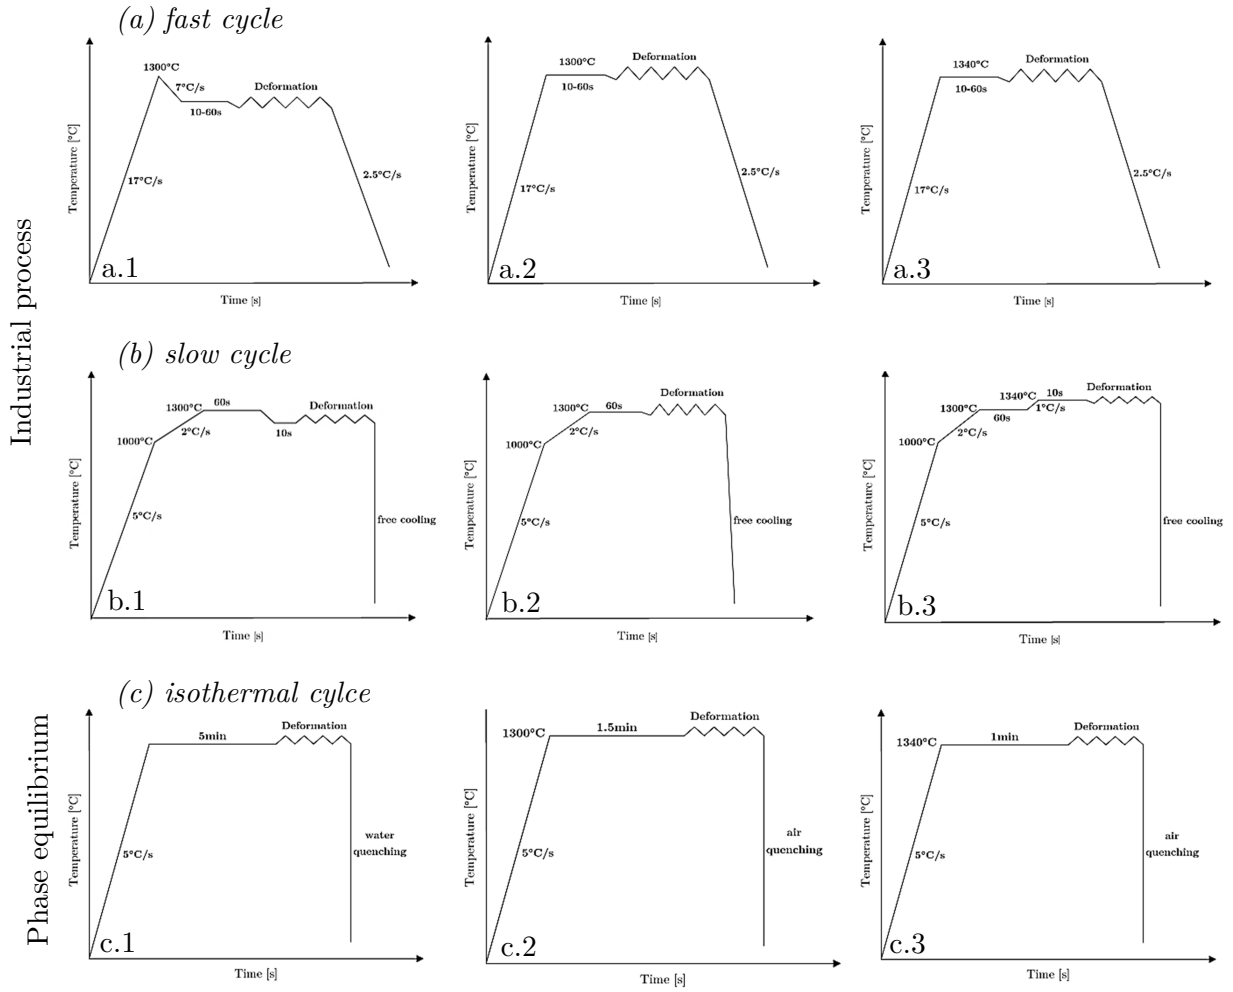 (a) fast cycle
1300°C
7°C/s
Deformation
10-60s
17°C/s
2.5°C/s
Temperature [°C]
a.1
Time [s]
1300°C
Deformation
10-60s
17°C/s
2.5°C/s
Temperature [°C]
a.2
Time [s]
1340°C
Deformation
10-60s
17°C/s
2.5°C/s
Temperature [°C]
a.3
Time [s]
Industrial process
(b) slow cycle
1300°C
60s
Deformation
1000°C
2°C/s
10s
5°C/s
free cooling
Temperature [°C]
b.1
Time [s]
1300°C
60s
Deformation
1000°C
2°C/s
5°C/s
free cooling
Temperature [°C]
b.2
Time [s]
1340°C
10s
Deformation
1300°C
1°C/s
60s
1000°C
2°C/s
5°C/s
free cooling
Temperature [°C]
b.3
Time [s]
Phase equilibrium
(c) isothermal cylce
5min
Deformation
water
quenching
5°C/s
Temperature [°C]
c.1
Time [s]
1300°C
1.5min
Deformation
air
quenching
5°C/s
Temperature [°C]
c.2
Time [s]
1340°C
1min
Deformation
air
quenching
5°C/s
Temperature [°C]
c.3
Time [s]